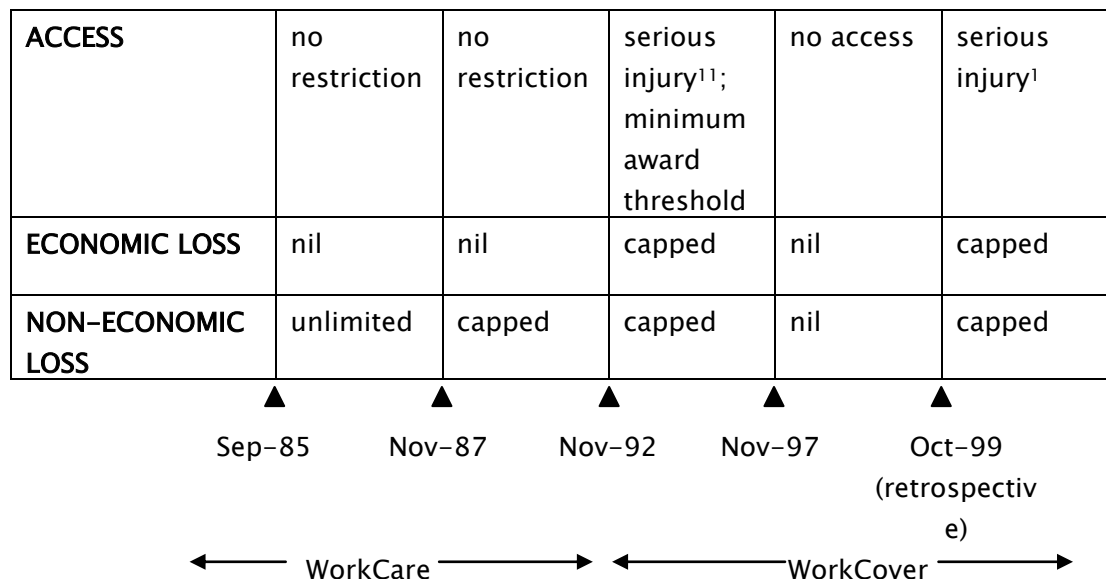 ACCESS no no serious no access serious
restriction restriction injury¹¹; injury¹
minimum
award
threshold
ECONOMIC LOSS nil nil capped nil capped
NON-ECONOMIC unlimited capped capped nil capped
LOSS
Sep-85 Nov-87 Nov-92 Nov-97 Oct-99
(retrospectiv
e)
WorkCare WorkCover